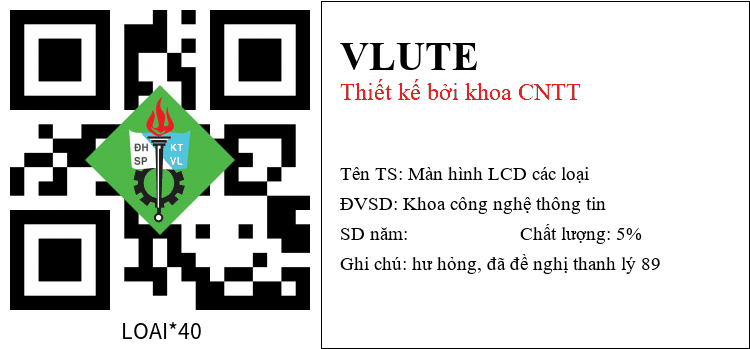 ĐH KT
SP VL
LOAI*40
VLUTE
Thiết kế bởi khoa CNTT
Tên TS: Màn hình LCD các loại
ĐVSD: Khoa công nghệ thông tin
SD năm: Chất lượng: 5%
Ghi chú: hư hỏng, đã đề nghị thanh lý 89